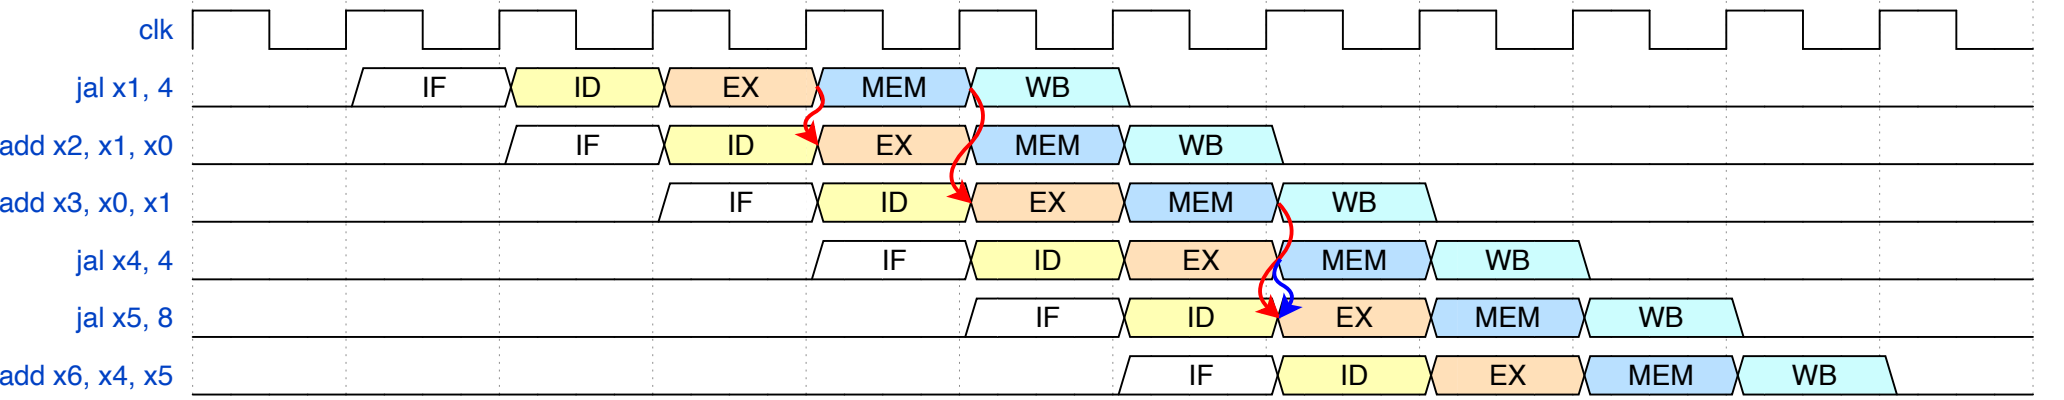 clk
jal x1, 4 IF ID EX MEM WB
add x2, x1, x0 IF ID EX MEM WB
add x3, x0, x1 IF ID EX MEM WB
jal x4, 4 IF ID EX MEM WB
jal x5, 8 IF ID EX MEM WB
add x6, x4, x5 IF ID EX MEM WB